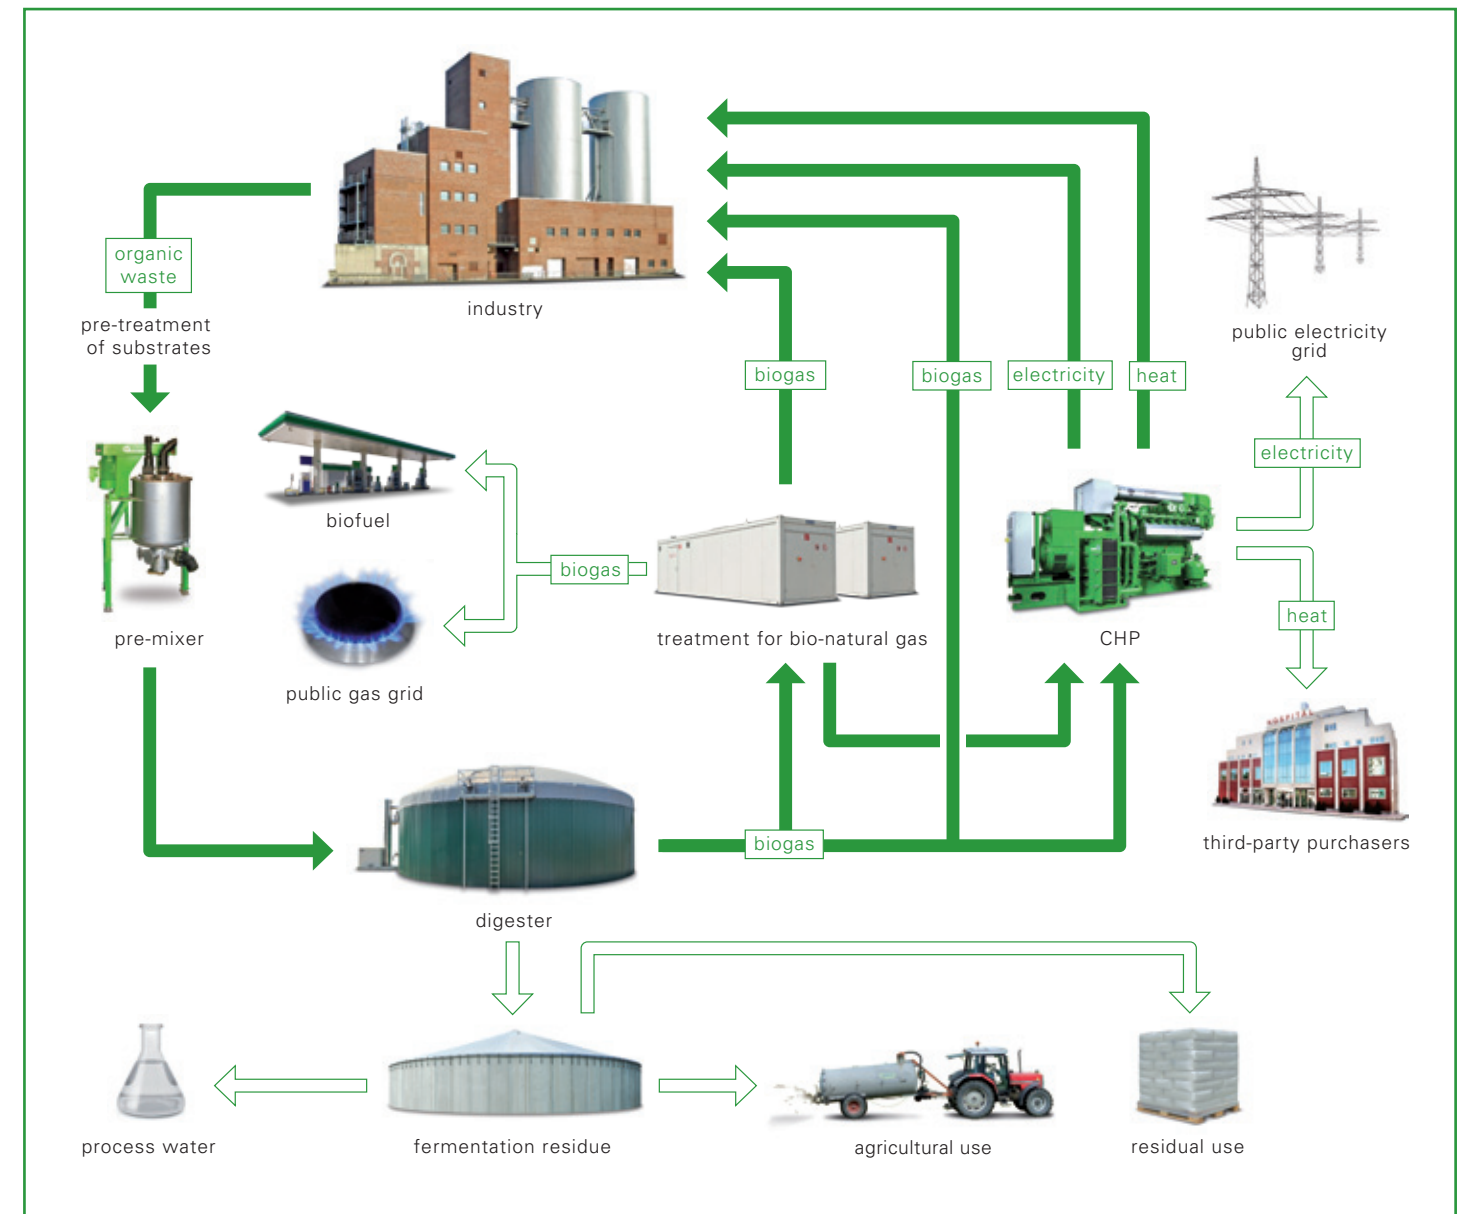 industry
organic
waste
pre-treatment
of substrates
public electricity
grid
biogas
biogas
electricity
heat
electricity
biofuel
biogas
heat
pre-mixer
treatment for bio-natural gas
CHP
public gas grid
HOSPITAL
third-party purchasers
biogas
digester
process water
fermentation residue
agricultural use
residual use